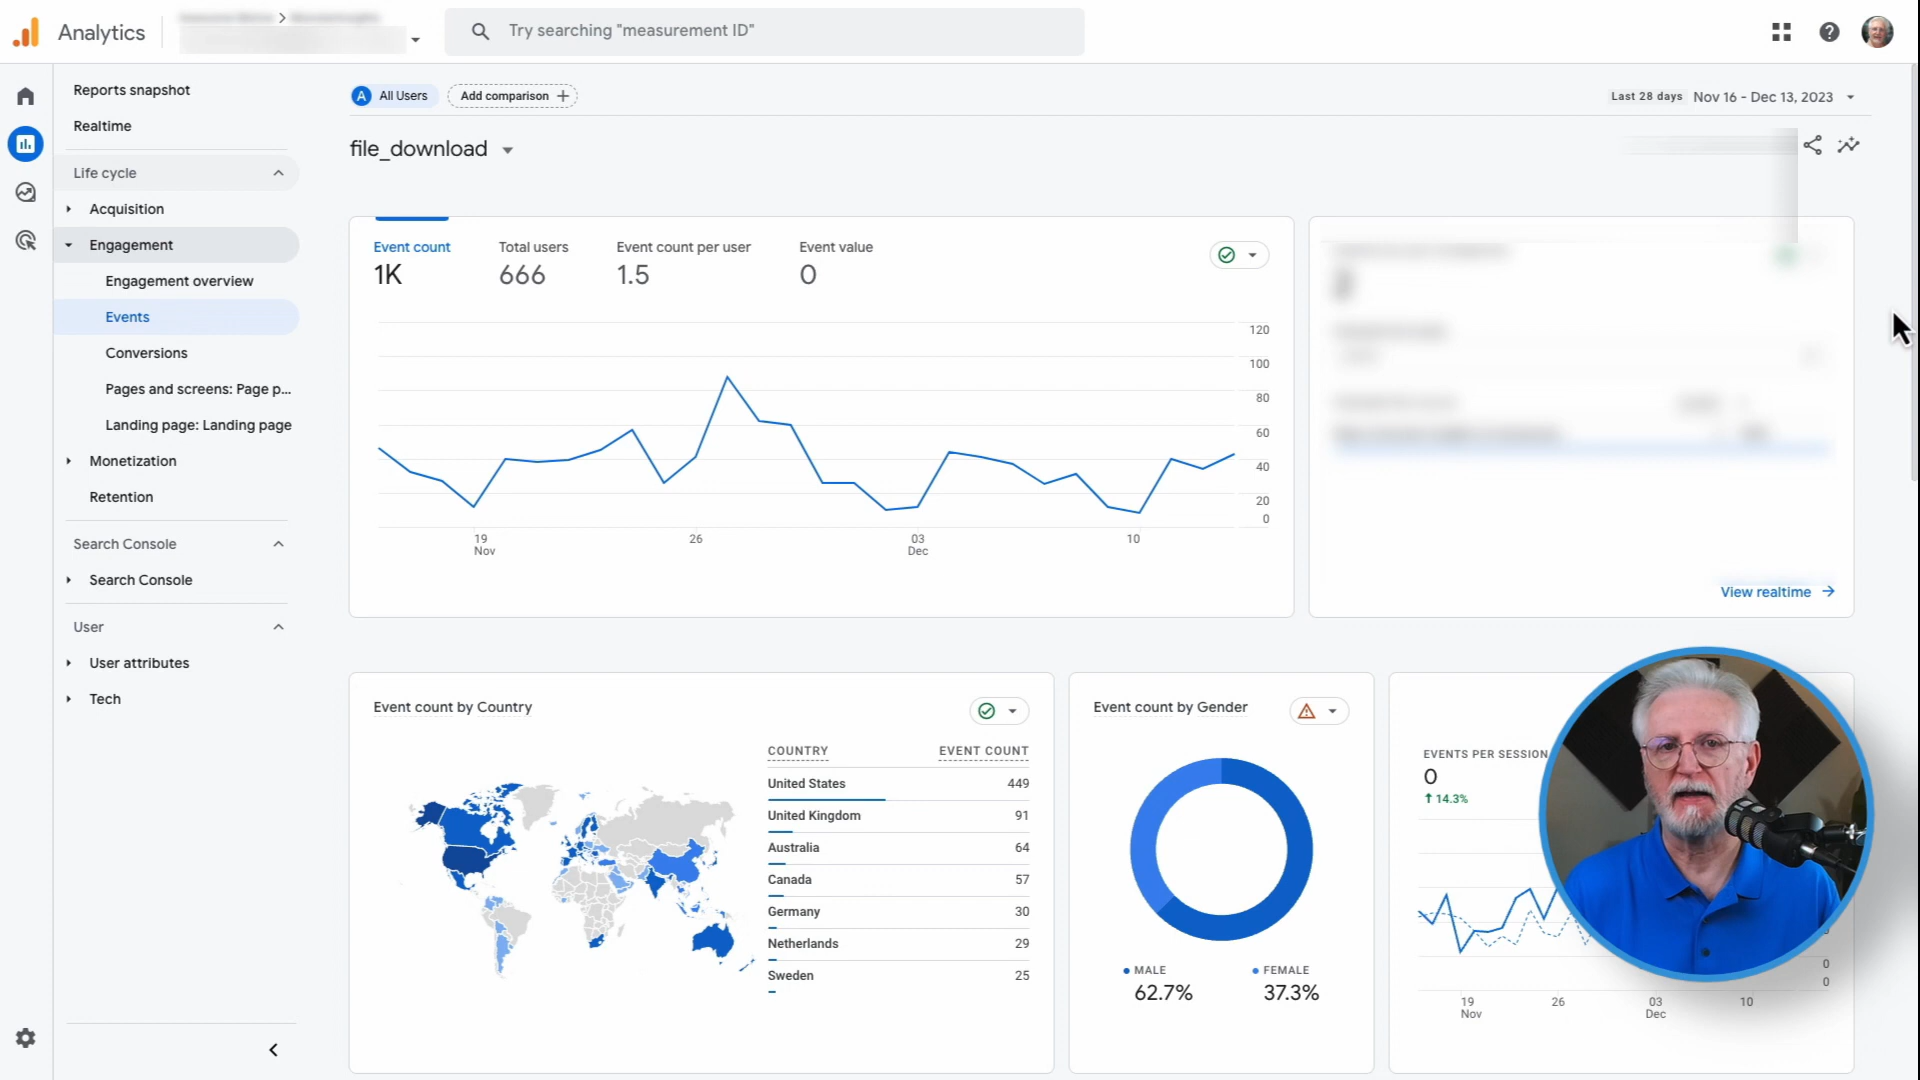 Analytics
Try searching "measurement ID"
Reports snapshot
Realtime
Life cycle
Acquisition
Engagement
Engagement overview
Events
Conversions
Pages and screens: Page p...
Landing page: Landing page
Monetization
Retention
Search Console
Search Console
User
User attributes
Tech
A All Users
Add comparison
Last 28 days Nov 16 - Dec 13, 2023
file_download
Event count
1K
Total users
666
Event count per user
1.5
Event value
0
120
100
80
60
40
20
0
19
Nov
26
03
Dec
10
View realtime
Event count by Country
COUNTRY EVENT COUNT
United States 449
United Kingdom 91
Australia 64
Canada 57
Germany 30
Netherlands 29
Sweden 25
Event count by Gender
MALE
62.7%
FEMALE
37.3%
EVENTS PER SESSION
0
14.3%
0
0
19
Nov
26
03
Dec
10